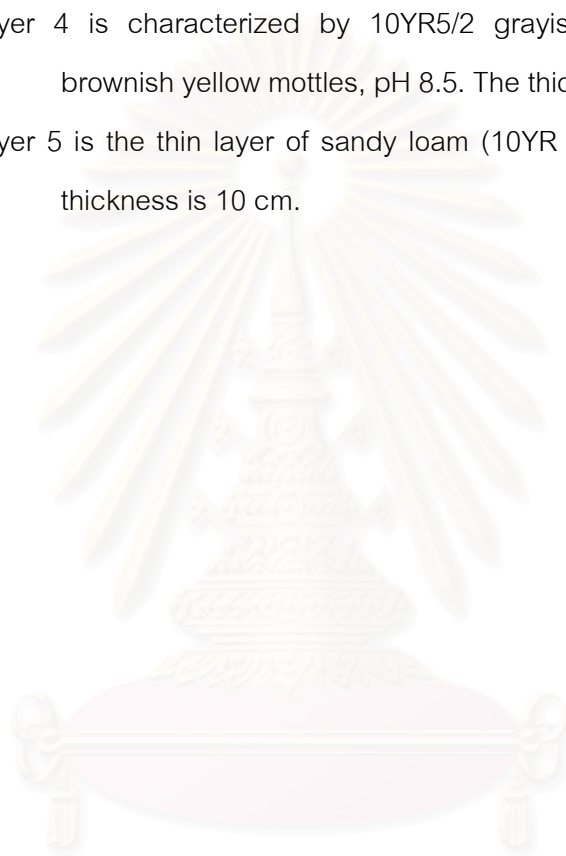 yer 4 is characterized by 10YR5/2 grayis
brownish yellow mottles, pH 8.5. The thic
yer 5 is the thin layer of sandy loam (10YR
thickness is 10 cm.